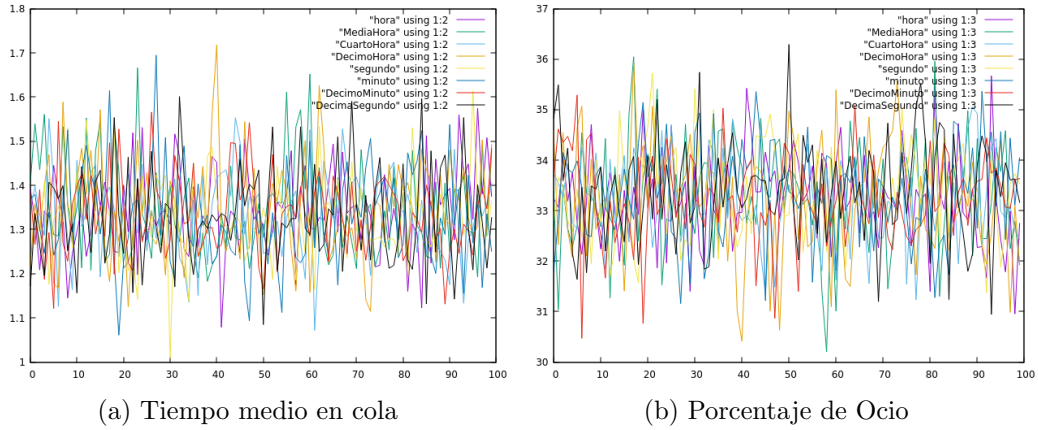 1.8
1.7
1.6
1.5
1.4
1.3
1.2
1.1
1
0 10 20 30 40 50 60 70 80 90 100
"hora" using 1:2
"MediaHora" using 1:2
"CuartoHora" using 1:2
"DecimoHora" using 1:2
"segundo" using 1:2
"minuto" using 1:2
"DecimoMinuto" using 1:2
"DecimaSegundo" using 1:2
(a) Tiempo medio en cola
37
36
35
34
33
32
31
30
0 10 20 30 40 50 60 70 80 90 100
"hora" using 1:3
"MediaHora" using 1:3
"CuartoHora" using 1:3
"DecimoHora" using 1:3
"segundo" using 1:3
"minuto" using 1:3
"DecimoMinuto" using 1:3
"DecimaSegundo" using 1:3
(b) Porcentaje de Ocio